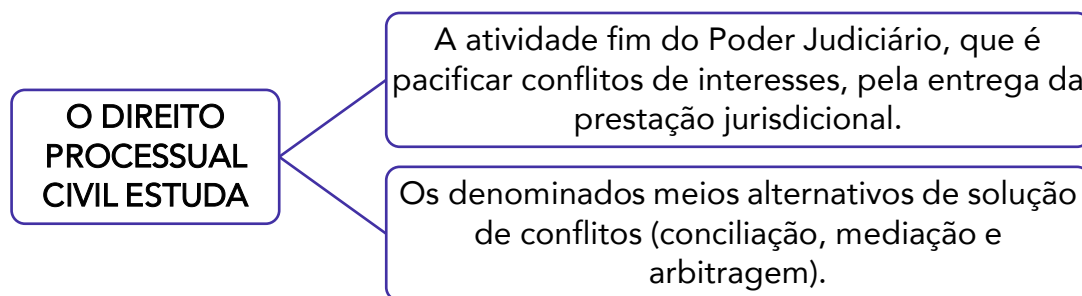 O DIREITO
PROCESSUAL
CIVIL ESTUDA
A atividade fim do Poder Judiciário, que é
pacificar conflitos de interesses, pela entrega da
prestação jurisdicional.
Os denominados meios alternativos de solução
de conflitos (conciliação, mediação e
arbitragem).